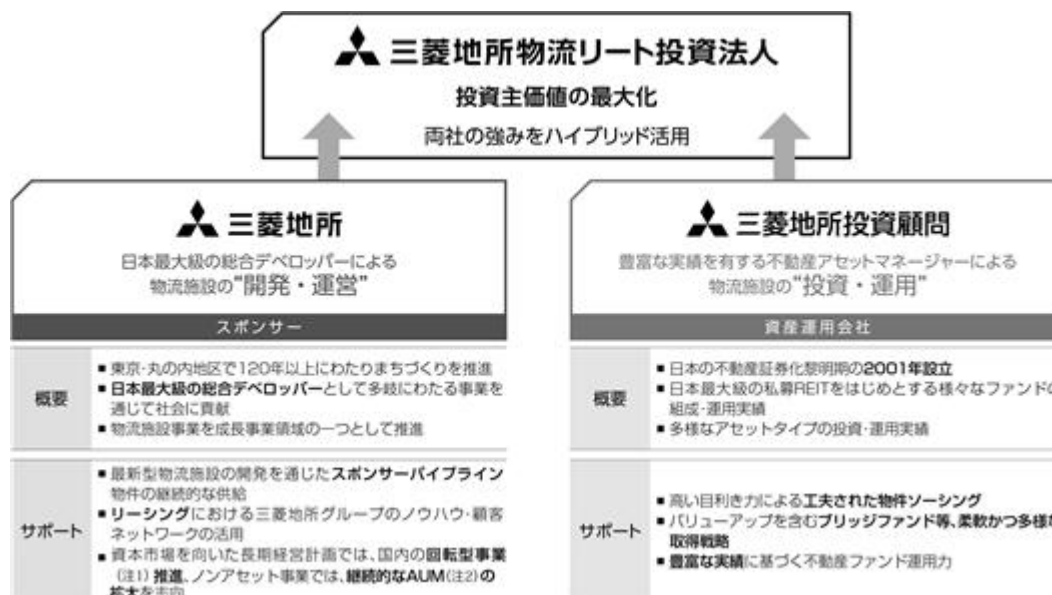 三菱地所物流リート投資法人
投資主価値の最大化
両社の強みをハイブリッド活用
三菱地所
日本最大級の総合デベロッパーによる
物流施設の"開発・運営"
スポンサー
概要
■ 東京・丸の内地区で120年以上にわたりまちづくりを推進
■ 日本最大級の総合デベロッパーとして多岐にわたる事業を
通じて社会に貢献
■ 物流施設事業を成長事業領域の一つとして推進
サポート
■ 最新型物流施設の開発を通じたスポンサーパイプライン
物件の継続的な供給
■ リーシングにおける三菱地所グループのノウハウ・顧客
ネットワークの活用
■ 資本市場を向いた長期経営計画では、国内の回転型事業
(注1)推進、ノンアセット事業では、継続的なAUM(注2)の
拡大を志向
三菱地所投資顧問
豊富な実績を有する不動産アセットマネージャーによる
物流施設の"投資・運用"
資産運用会社
概要
■ 日本の不動産証券化黎明期の2001年設立
■ 日本最大級の私募REITをはじめとする様々なファンドの
組成・運用実績
■ 多様なアセットタイプの投資・運用実績
サポート
■ 高い目利き力による工夫された物件ソーシング
■ バリューアップを含むブリッジファンド等、柔軟かつ多様な
取得戦略
■ 豊富な実績に基づく不動産ファンド運用力